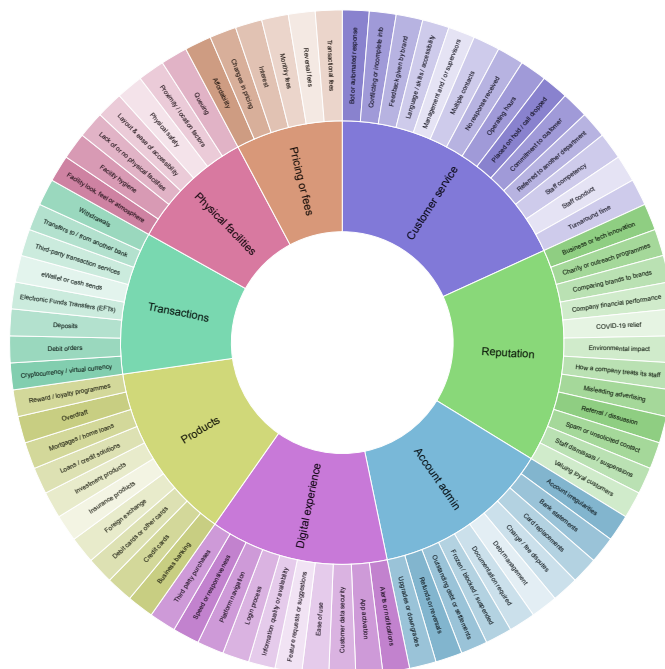 Customer service
Bot or automated response
Conflicting or incomplete info
Feedback given by brand
Language / skills / accessibility
Management and / or supervisors
Multiple contacts
No response received
Operating hours
Placed on hold / call dropped
Commitment to customer
Referred to another department
Staff competency
Staff conduct
Turnaround time
Reputation
Business or tech innovation
Charity or outreach programmes
Comparing brands to brands
Company financial performance
COVID-19 relief
Environmental impact
How a company treats its staff
Misleading advertising
Referral / dissuasion
Spam or unsolicited contact
Staff dismissals / suspensions
Valuing loyal customers
Account admin
Account irregularities
Bank statements
Card replacements
Charge / fee disputes
Debt management
Documentation required
Frozen / blocked / suspended
Outstanding debt or settlements
Refunds or reversals
Upgrades or downgrades
Digital experience
Alerts or notifications
App activation
Customer data security
Ease of use
Feature requests or suggestions
Information quality or availability
Login process
Platform navigation
Speed or responsiveness
Third party purchases
Products
Business banking
Credit cards
Debit cards or other cards
Foreign exchange
Insurance products
Investment products
Loans / credit solutions
Mortgages / home loans
Overdraft
Reward / loyalty programmes
Transactions
Cryptocurrency / virtual currency
Debit orders
Deposits
Electronic Funds Transfers (EFTs)
eWallet or cash sends
Third-party transaction services
Transfers to / from another bank
Withdrawals
Physical facilities
Facility look, feel or atmosphere
Facility hygiene
Lack of or no physical facilities
Layout & ease of accessibility
Physical safety
Proximity / location factors
Queuing
Pricing or fees
Affordability
Changes in pricing
Interest
Monthly fees
Reversal fees
Transactional fees